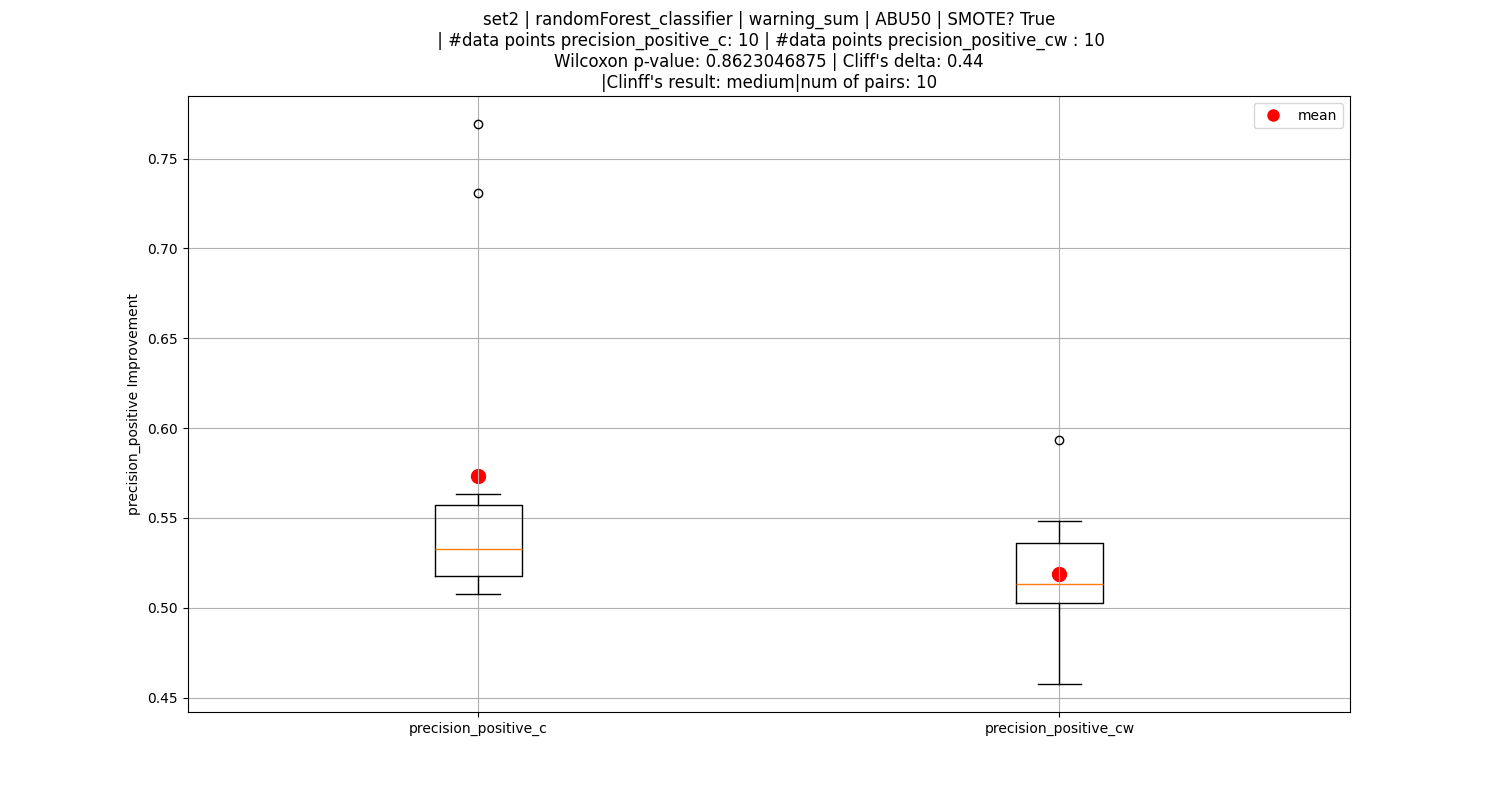 set2 | randomForest_classifier | warning_sum | ABU50 | SMOTE? True
| #data points precision_positive_c: 10 | #data points precision_positive_cw : 10
Wilcoxon p-value: 0.8623046875 | Cliff's delta: 0.44
|Clinff's result: medium|num of pairs: 10
mean
precision_positive Improvement
0.75
0.70
0.65
0.60
0.55
0.50
0.45
precision_positive_c
precision_positive_cw